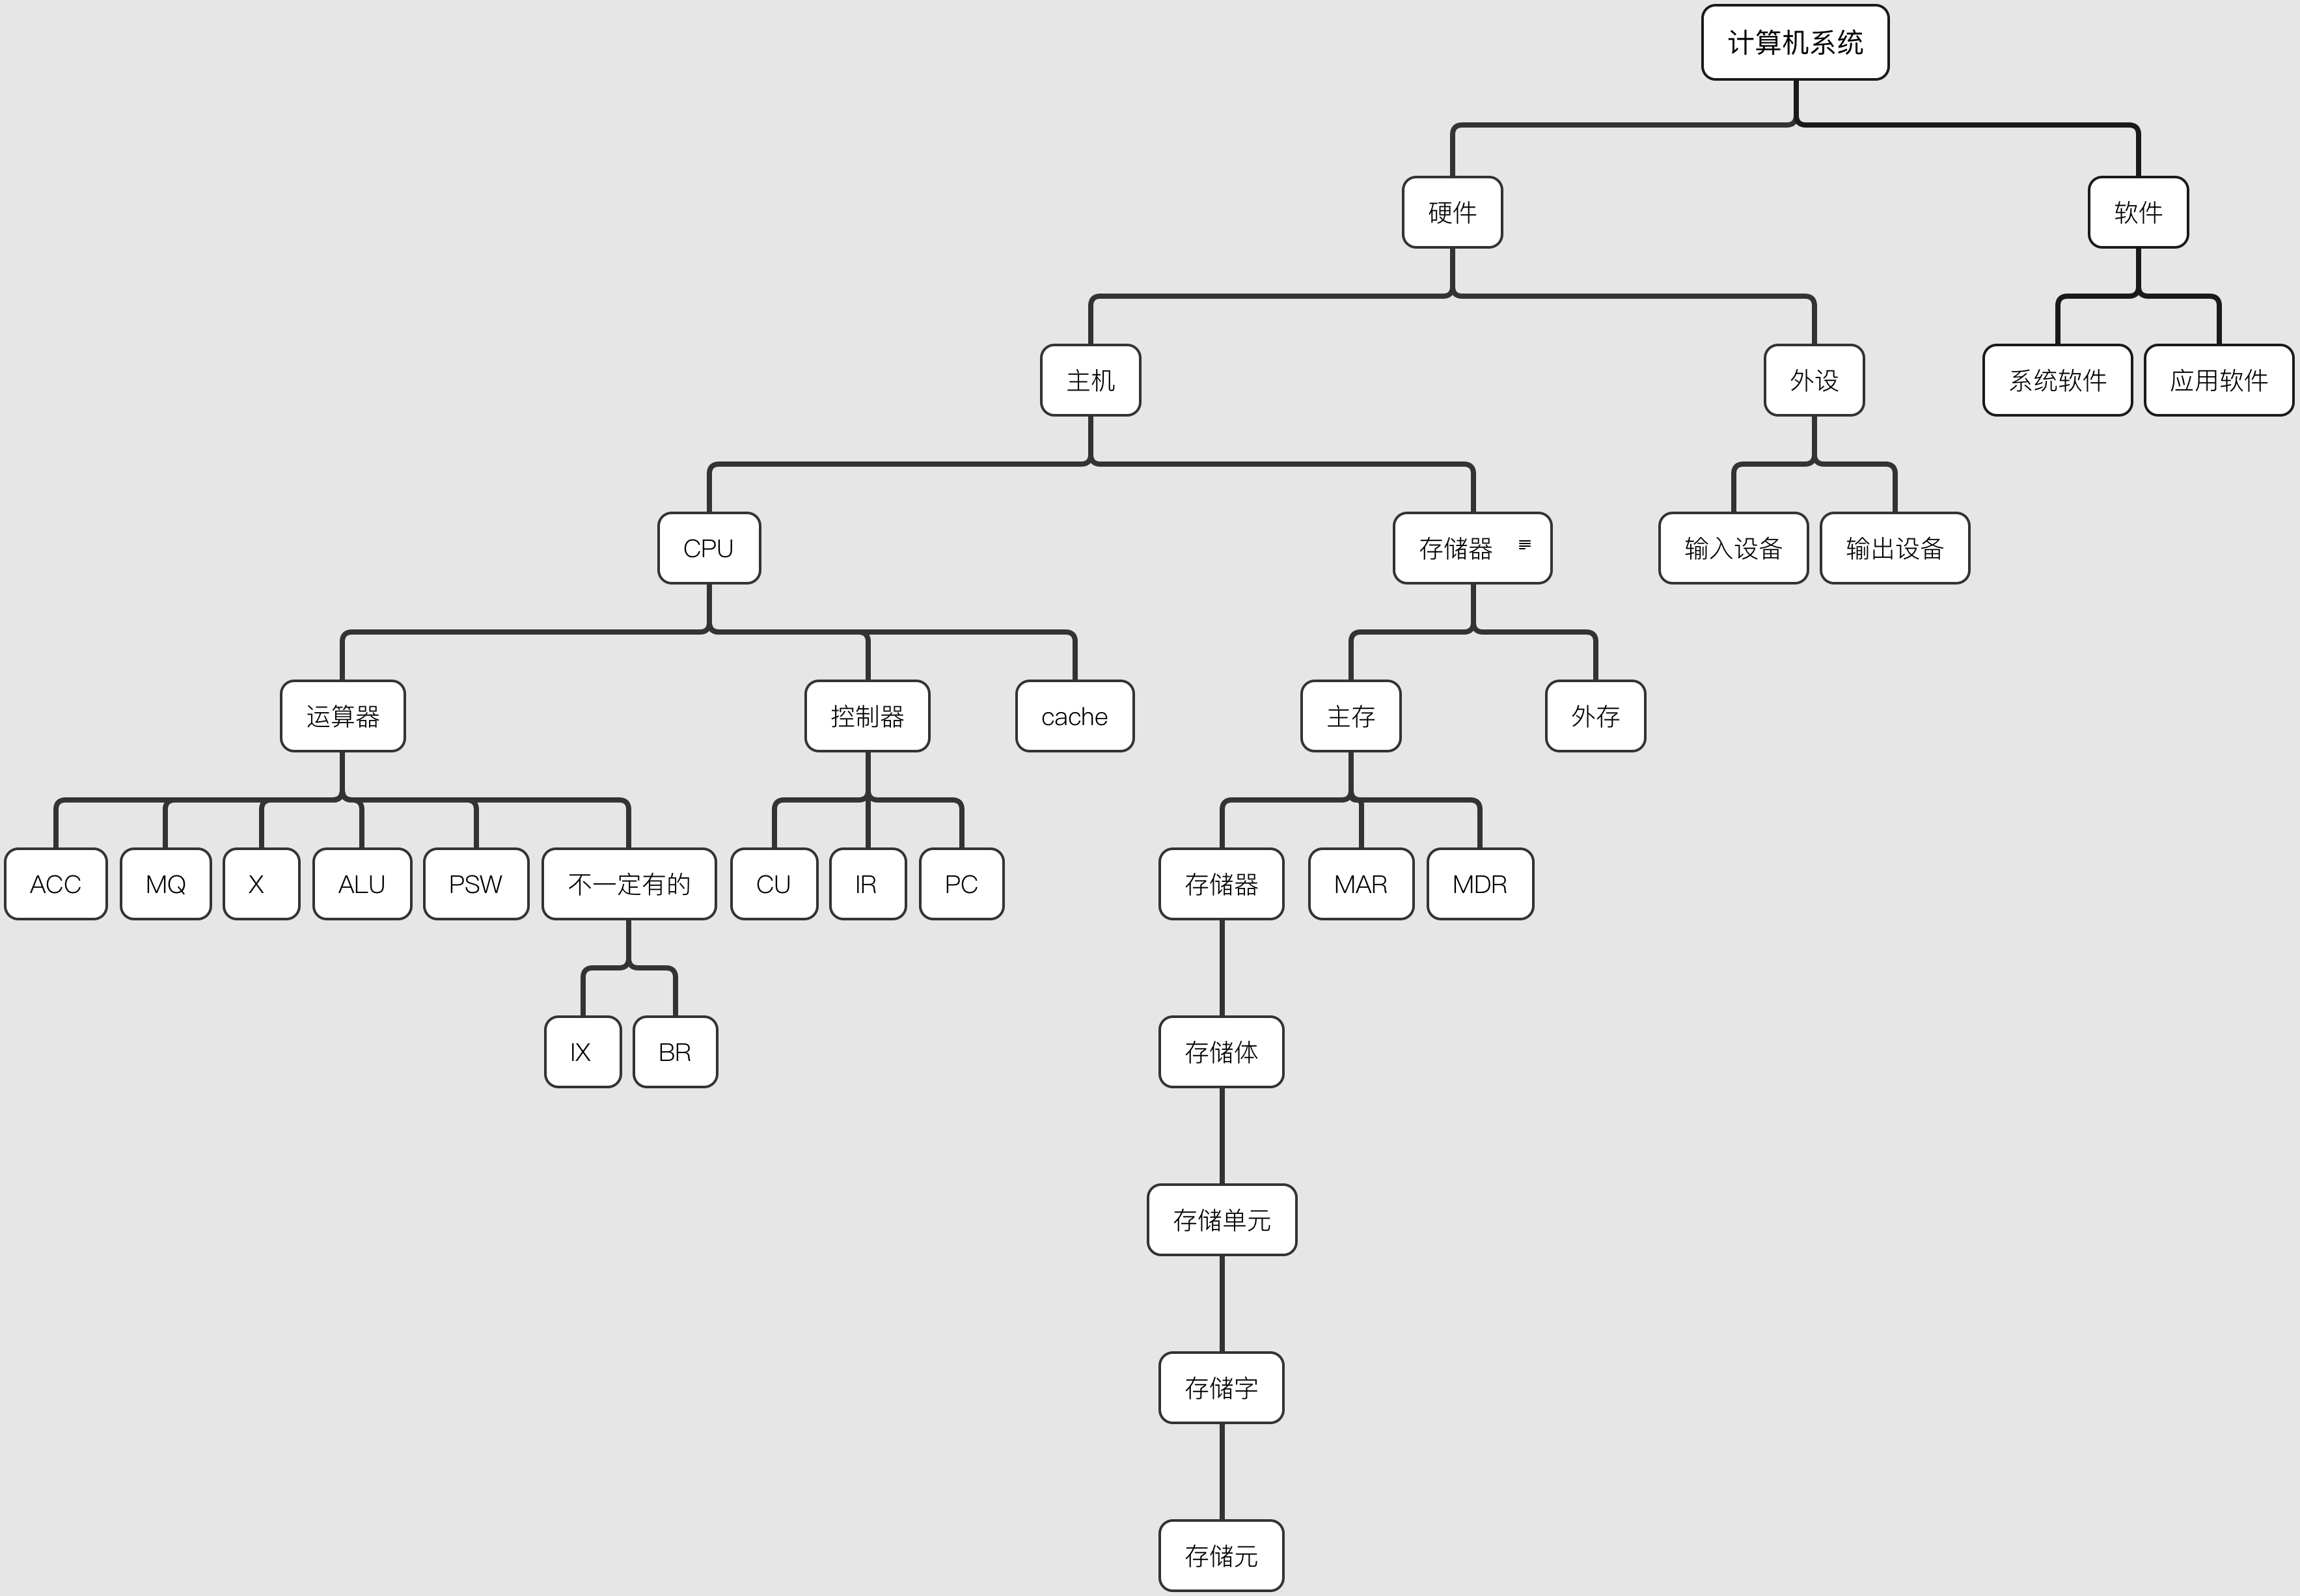 计算机系统
硬件
软件
主机
外设
系统软件
应用软件
CPU
存储器
输入设备
输出设备
运算器
控制器
cache
主存
外存
ACC
MQ
X
ALU
PSW
不一定有的
CU
IR
PC
存储器
MAR
MDR
IX
BR
存储体
存储单元
存储字
存储元